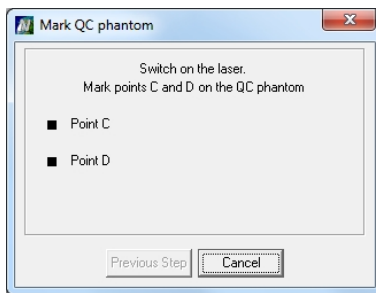 Mark QC phantom
Switch on the laser.
Mark points C and D on the QC phantom
Point C
Point D
Previous Step
Cancel